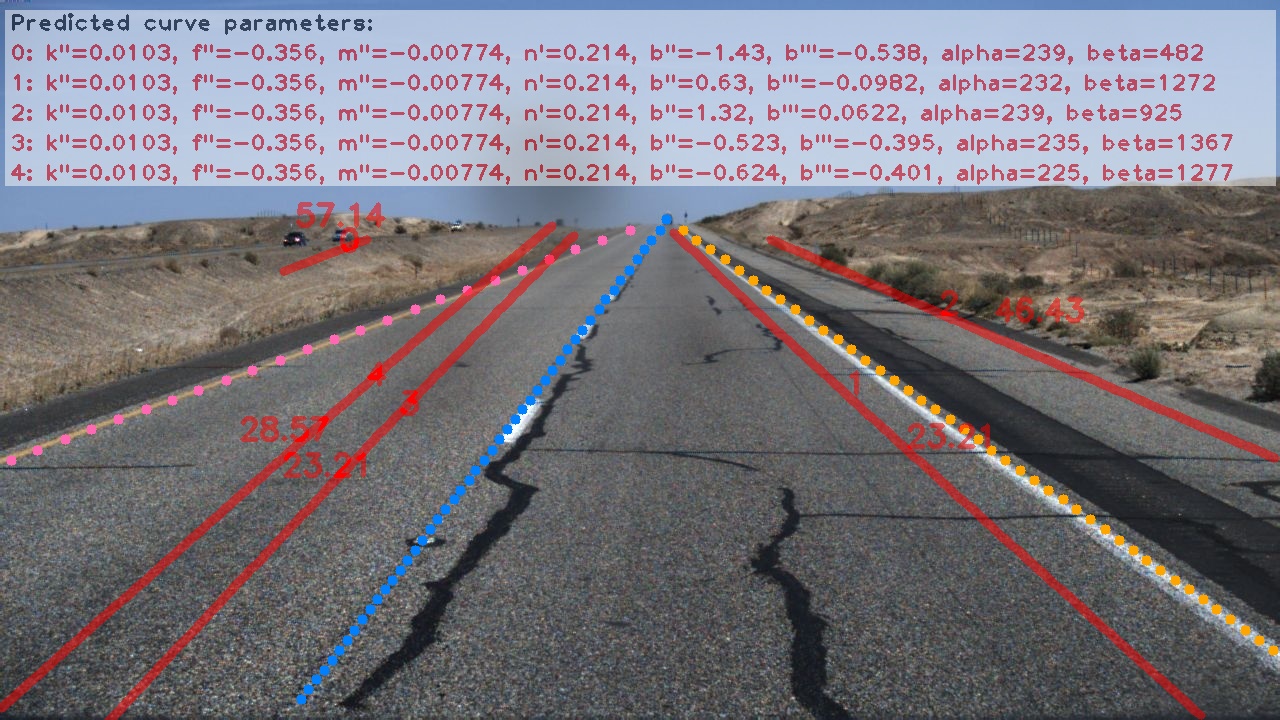 Predicted curve parameters:
0: k''=0.0103, f''=-0.356, m''=-0.00774, n'=0.214, b''=-1.43, b'''=-0.538, alpha=239, beta=482
1: k''=0.0103, f''=-0.356, m''=-0.00774, n'=0.214, b''=0.63, b'''=-0.0982, alpha=232, beta=1272
2: k''=0.0103, f''=-0.356, m''=-0.00774, n'=0.214, b''=1.32, b'''=0.0622, alpha=239, beta=925
3: k''=0.0103, f''=-0.356, m''=-0.00774, n'=0.214, b''=-0.523, b'''=-0.395, alpha=235, beta=1367
4: k''=0.0103, f''=-0.356, m''=-0.00774, n'=0.214, b''=-0.624, b'''=-0.401, alpha=225, beta=1277
57.14
0
2 46.43
4
1
3
28.57
23.21
23.21